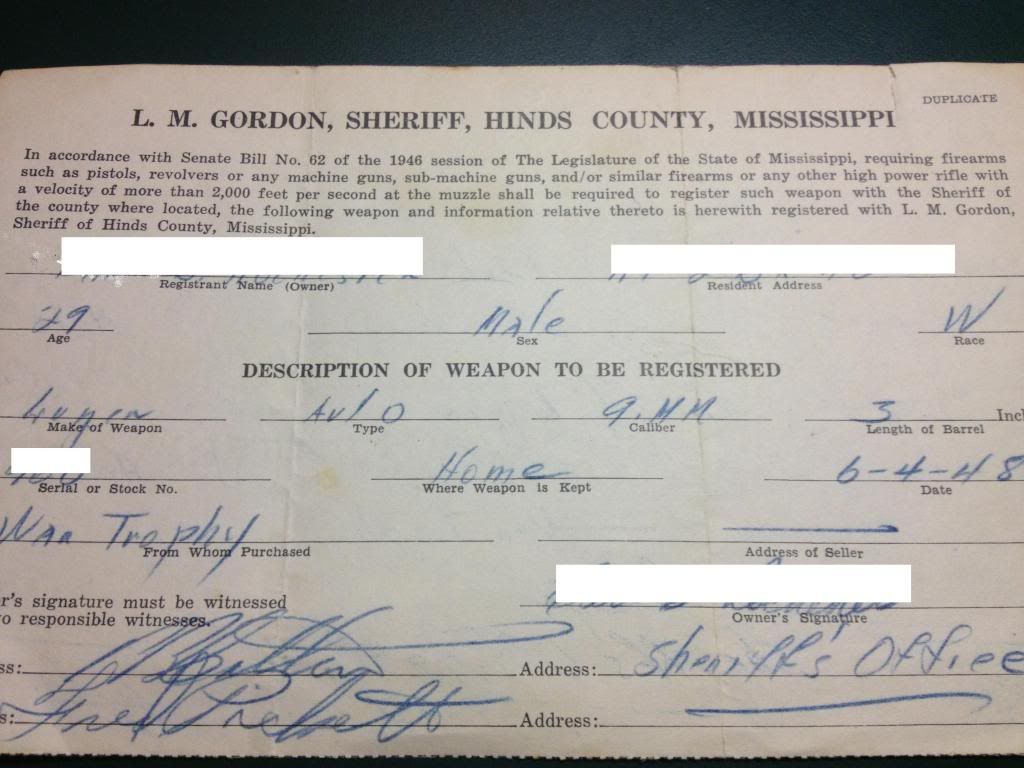 DUPLICATE
L. M. GORDON, SHERIFF, HINDS COUNTY, MISSISSIPPI
In accordance with Senate Bill No. 62 of the 1946 session of The Legislature of the State of Mississippi, requiring firearms
such as pistols, revolvers or any machine guns, sub-machine guns, and/or similar firearms or any other high power rifle with
a velocity of more than 2,000 feet per second at the muzzle shall be required to register such weapon with the Sheriff of
the county where located, the following weapon and information relative thereto is herewith registered with L. M. Gordon,
Sheriff of Hinds County, Mississippi.
Registrant Name (Owner) Resident Address
29 Male W
Age Sex Race
DESCRIPTION OF WEAPON TO BE REGISTERED
Luger Auto 9.MM 3 Incl
Make of Weapon Type Caliber Length of Barrel
Home 6-4-48
Serial or Stock No. Where Weapon is Kept Date
War Trophy
From Whom Purchased Address of Seller
r's signature must be witnessed
o responsible witnesses. Owner's Signature
ss: Address: Sheriff's Office
s: Fred Address: